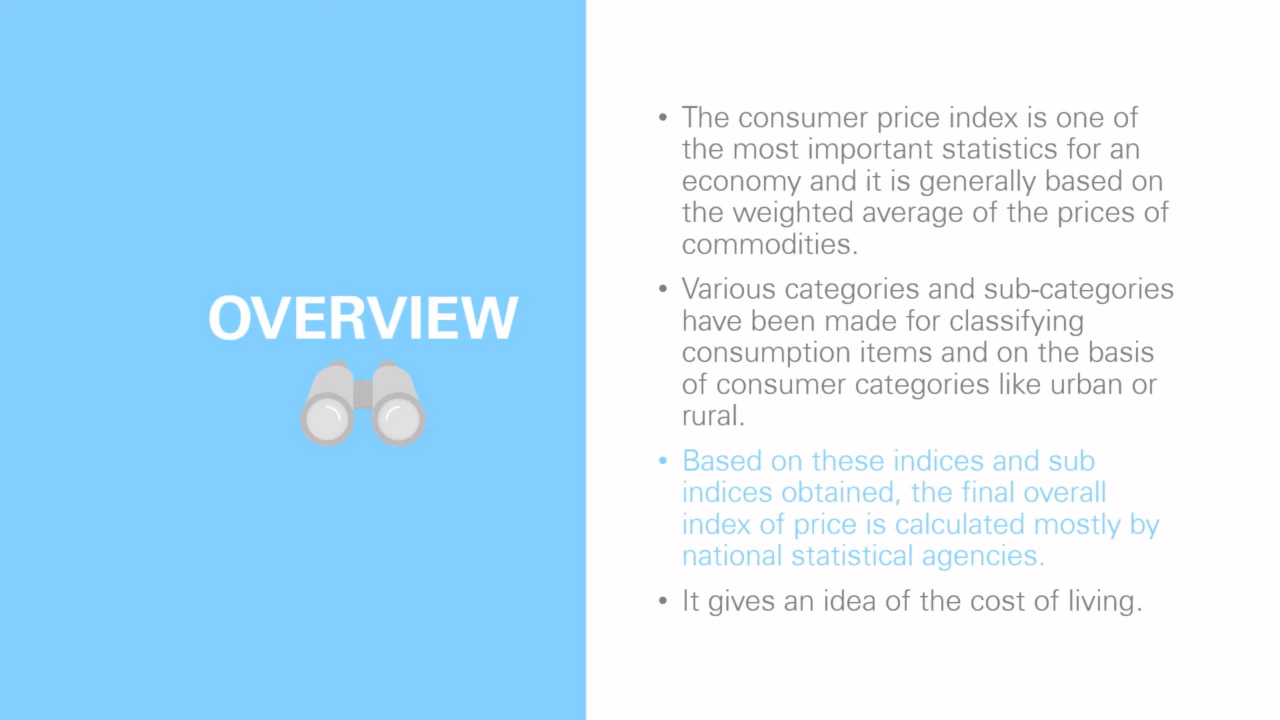 OVERVIEW
• The consumer price index is one of
the most important statistics for an
economy and it is generally based on
the weighted average of the prices of
commodities.
• Various categories and sub-categories
have been made for classifying
consumption items and on the basis
of consumer categories like urban or
rural.
• Based on these indices and sub
indices obtained, the final overall
index of price is calculated mostly by
national statistical agencies.
• It gives an idea of the cost of living.